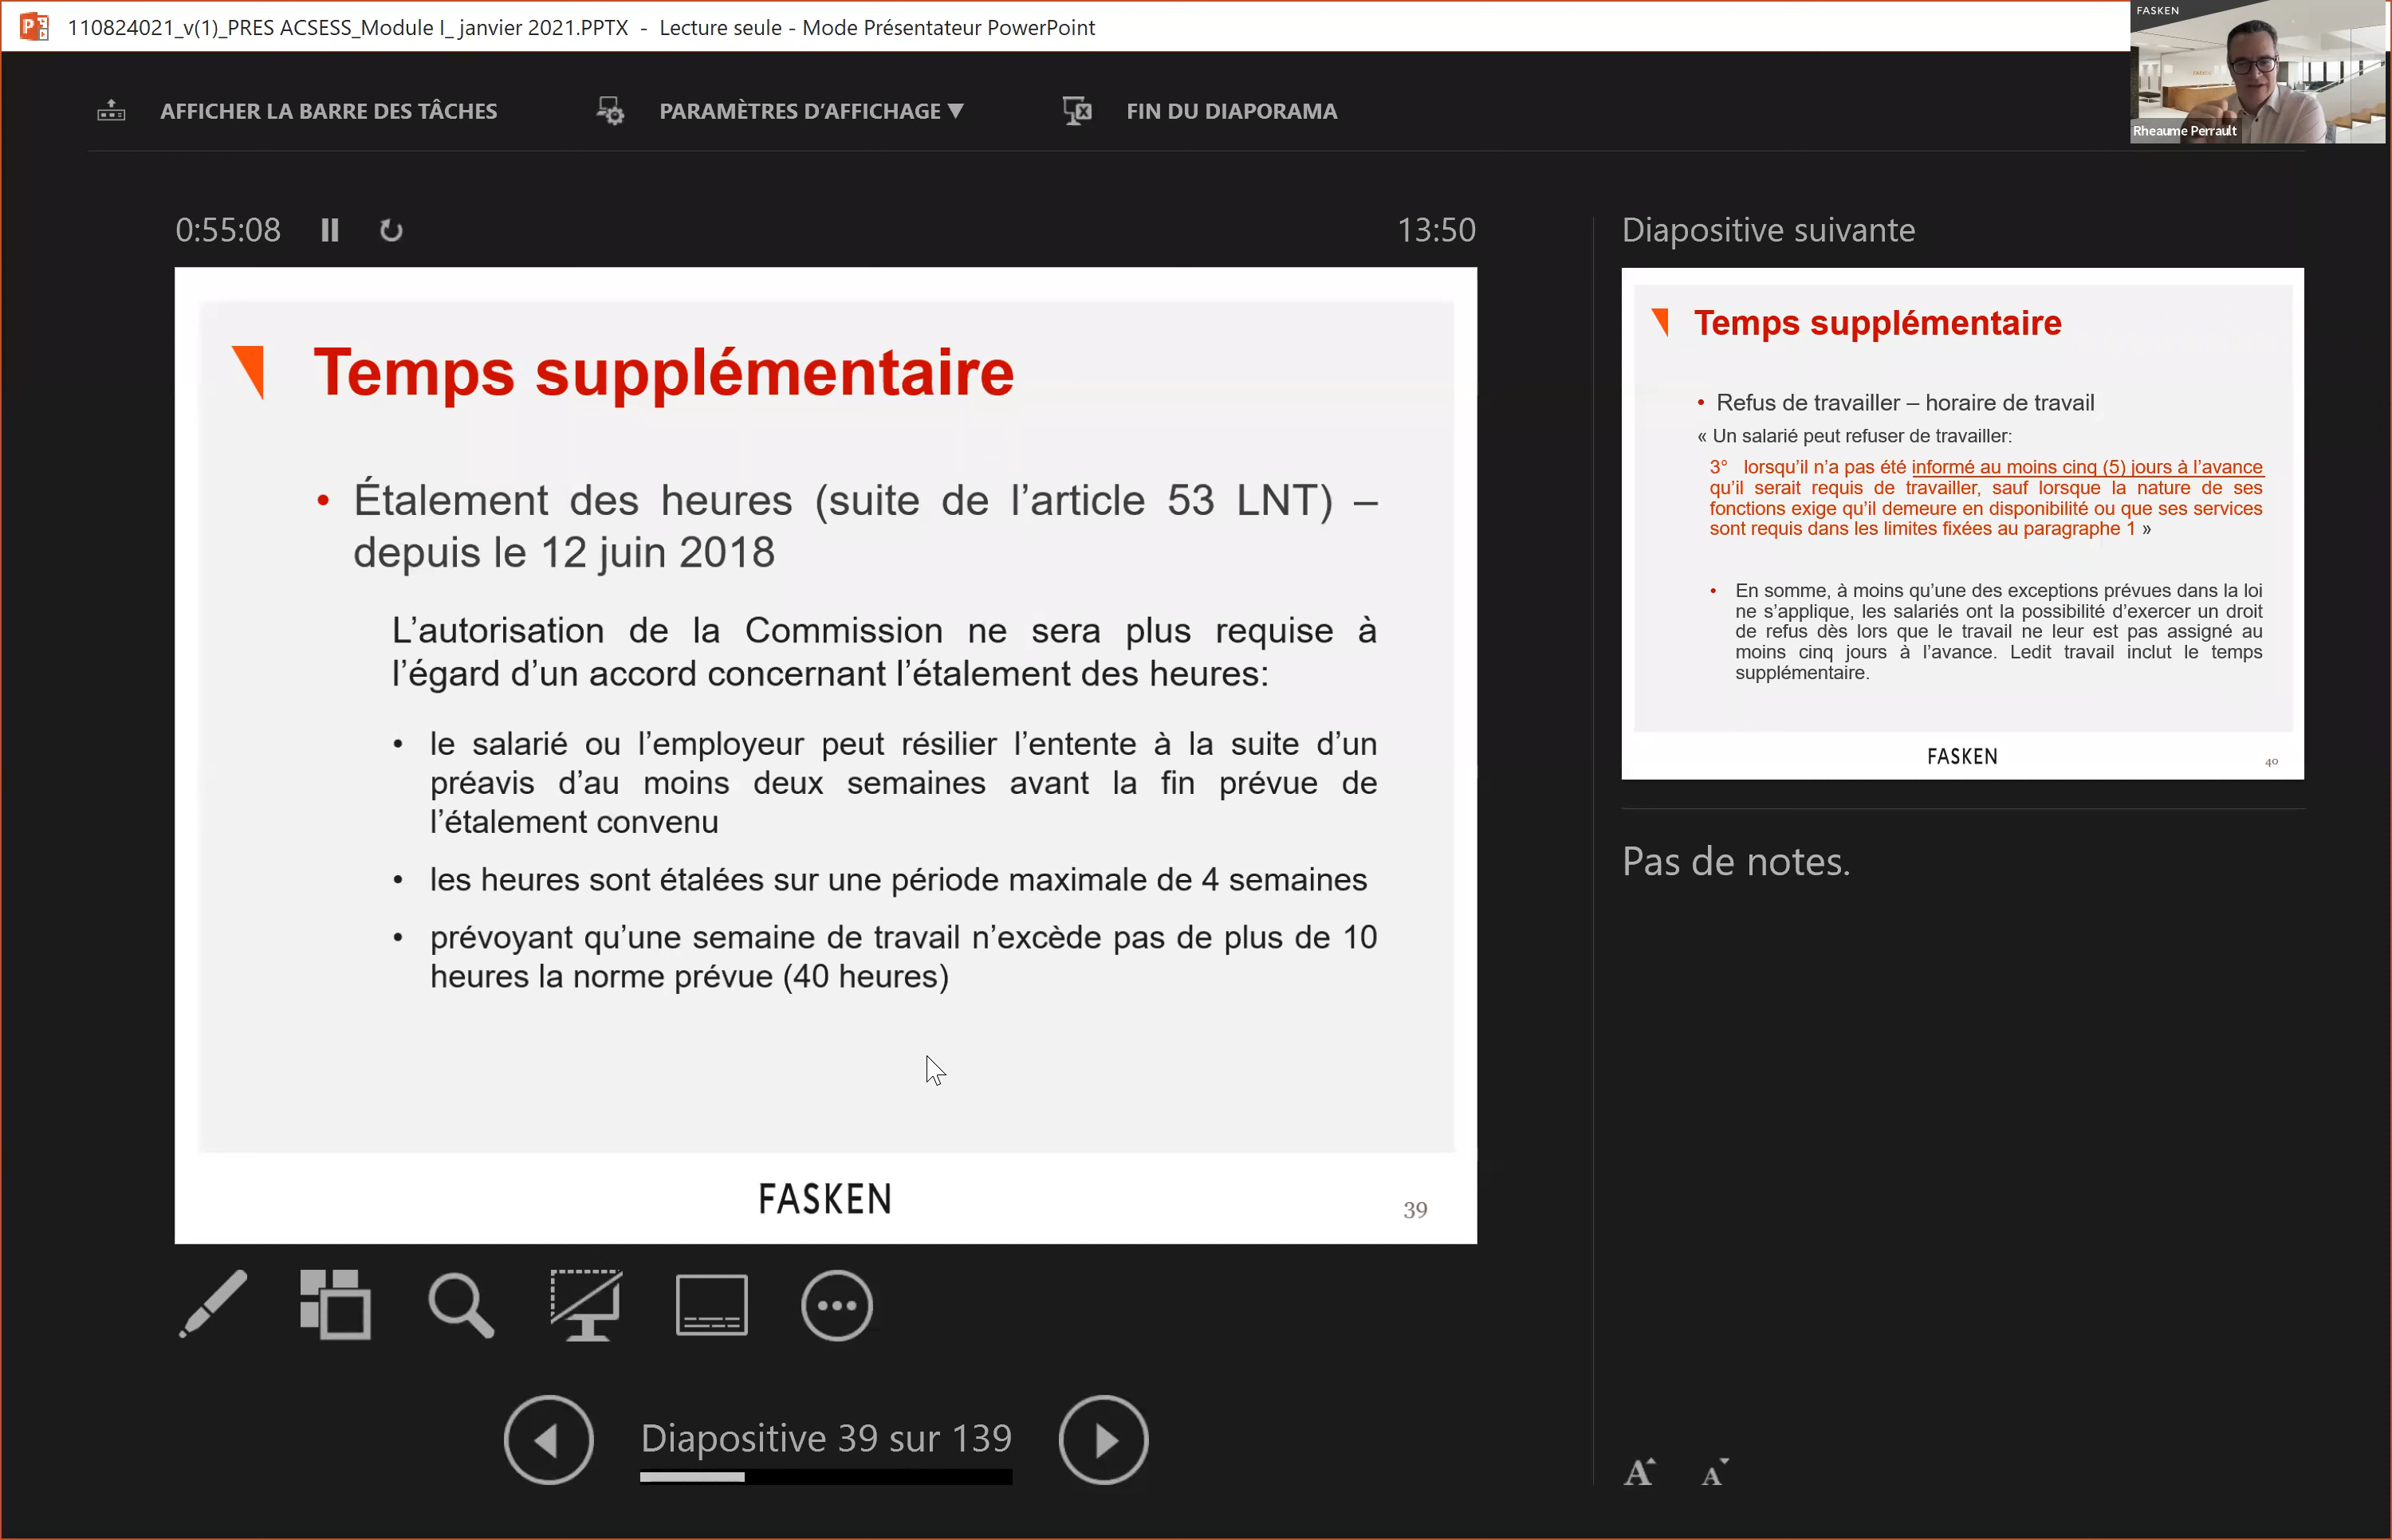 110824021_v(1)_PRES ACSESS_Module I_ janvier 2021.PPTX - Lecture seule - Mode Présentateur PowerPoint
FASKEN
Rheaume Perrault
AFFICHER LA BARRE DES TÂCHES
PARAMÈTRES D’AFFICHAGE ▼
FIN DU DIAPORAMA
0:55:08
13:50
Temps supplémentaire
• Étalement des heures (suite de l’article 53 LNT) –
depuis le 12 juin 2018
L’autorisation de la Commission ne sera plus requise à
l’égard d’un accord concernant l’étalement des heures:
• le salarié ou l’employeur peut résilier l’entente à la suite d’un
préavis d’au moins deux semaines avant la fin prévue de
l’étalement convenu
• les heures sont étalées sur une période maximale de 4 semaines
• prévoyant qu’une semaine de travail n’excède pas de plus de 10
heures la norme prévue (40 heures)
FASKEN
39
Diapositive 39 sur 139
Diapositive suivante
Temps supplémentaire
• Refus de travailler – horaire de travail
« Un salarié peut refuser de travailler:
3° lorsqu’il n’a pas été informé au moins cinq (5) jours à l’avance
qu’il serait requis de travailler, sauf lorsque la nature de ses
fonctions exige qu’il demeure en disponibilité ou que ses services
sont requis dans les limites fixées au paragraphe 1 »
• En somme, à moins qu’une des exceptions prévues dans la loi
ne s’applique, les salariés ont la possibilité d’exercer un droit
de refus dès lors que le travail ne leur est pas assigné au
moins cinq jours à l’avance. Ledit travail inclut le temps
supplémentaire.
FASKEN
40
Pas de notes.
A A